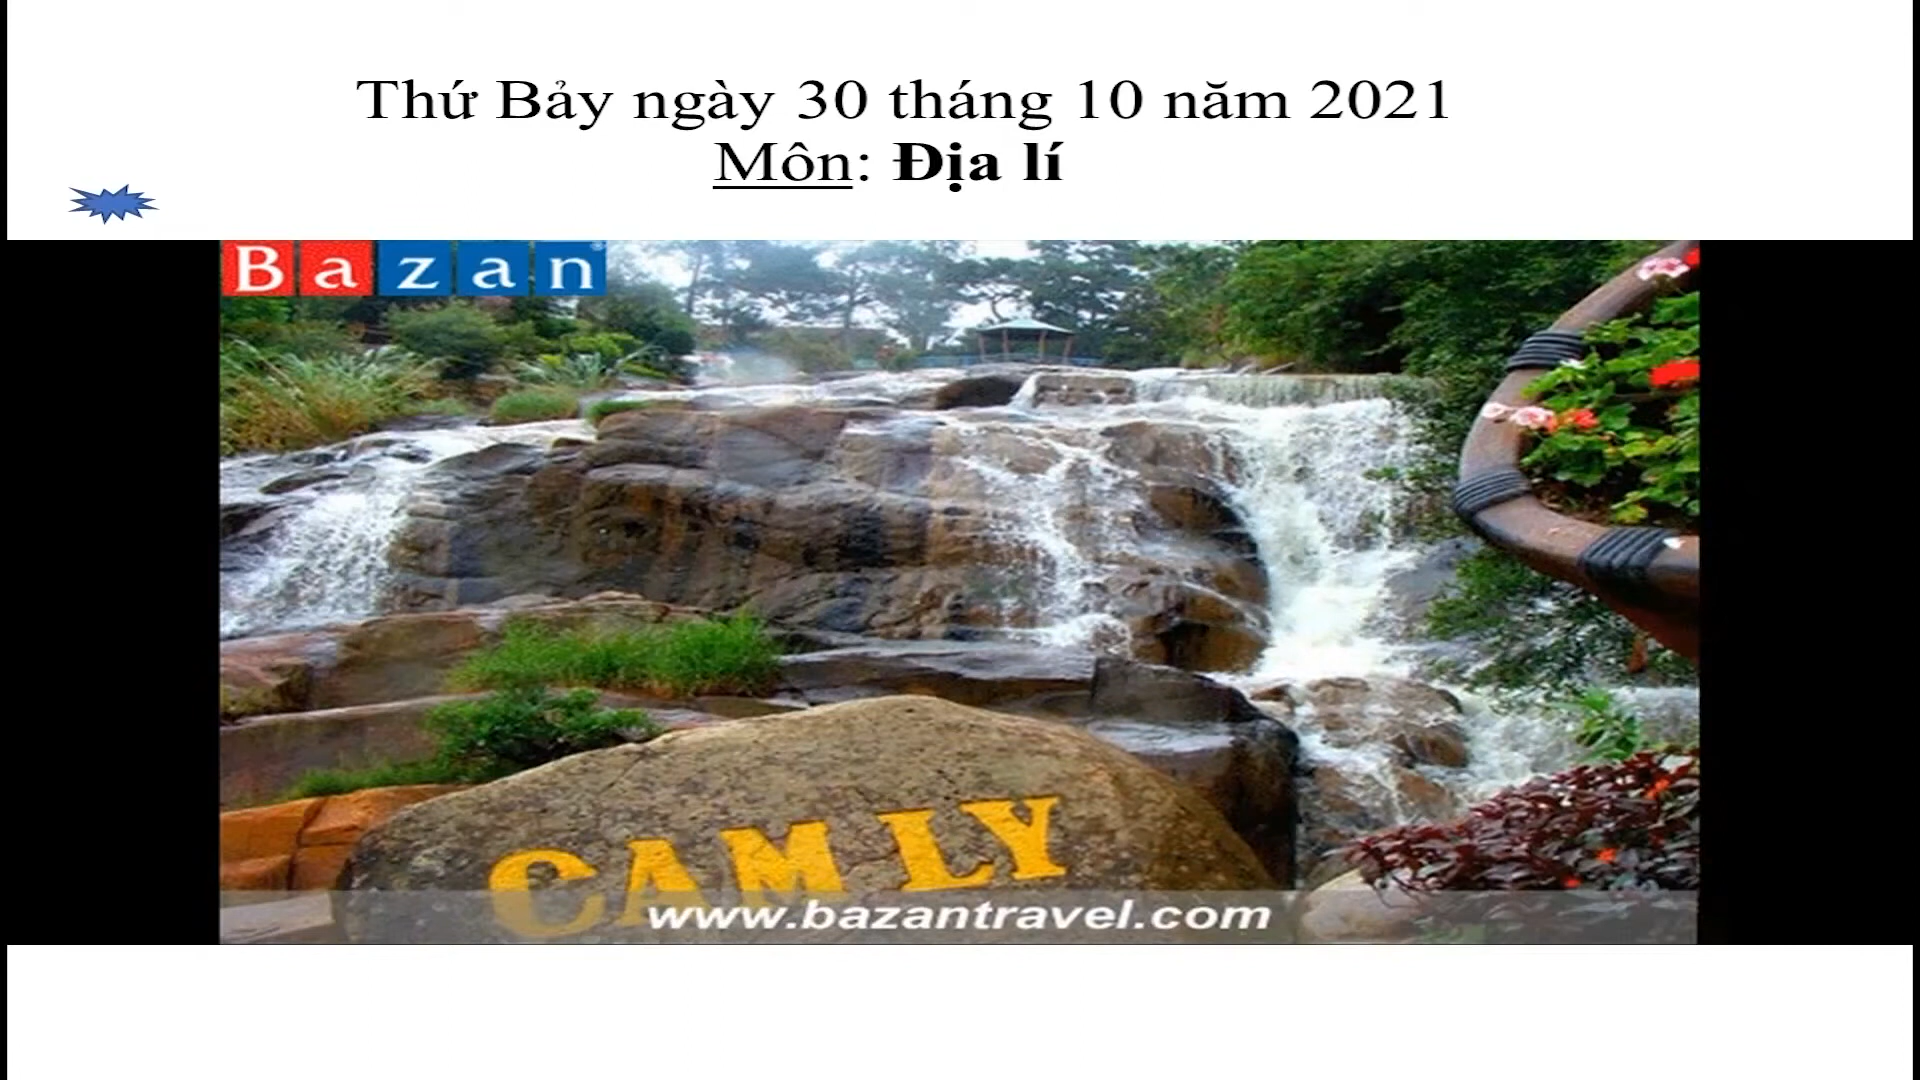 Thứ Bảy ngày 30 tháng 10 năm 2021
Môn: Địa lí
Bazan
CAM LY
www.bazantravel.com